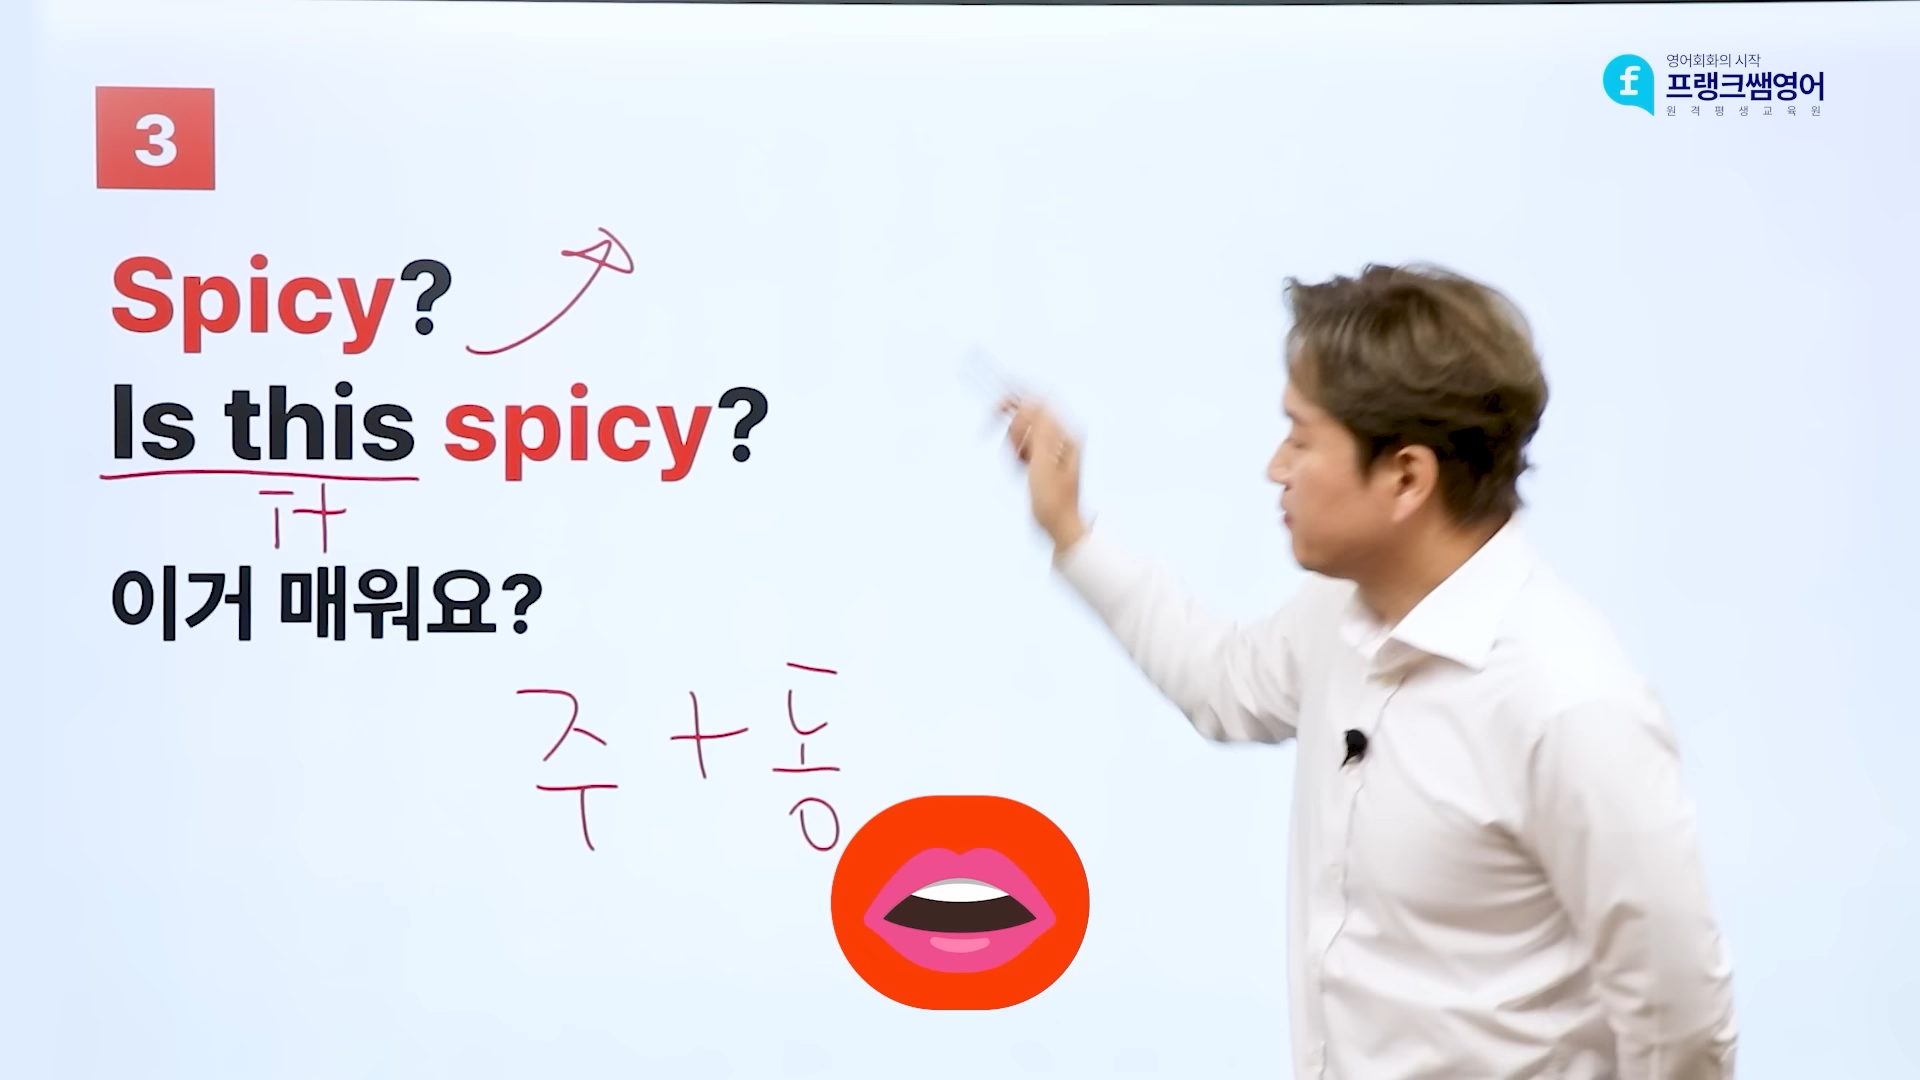 영어회화의 시작
f 프랭크쌤영어
원격평생교육원
3
Spicy?
Is this spicy?
it
이거 매워요?
주 + 동